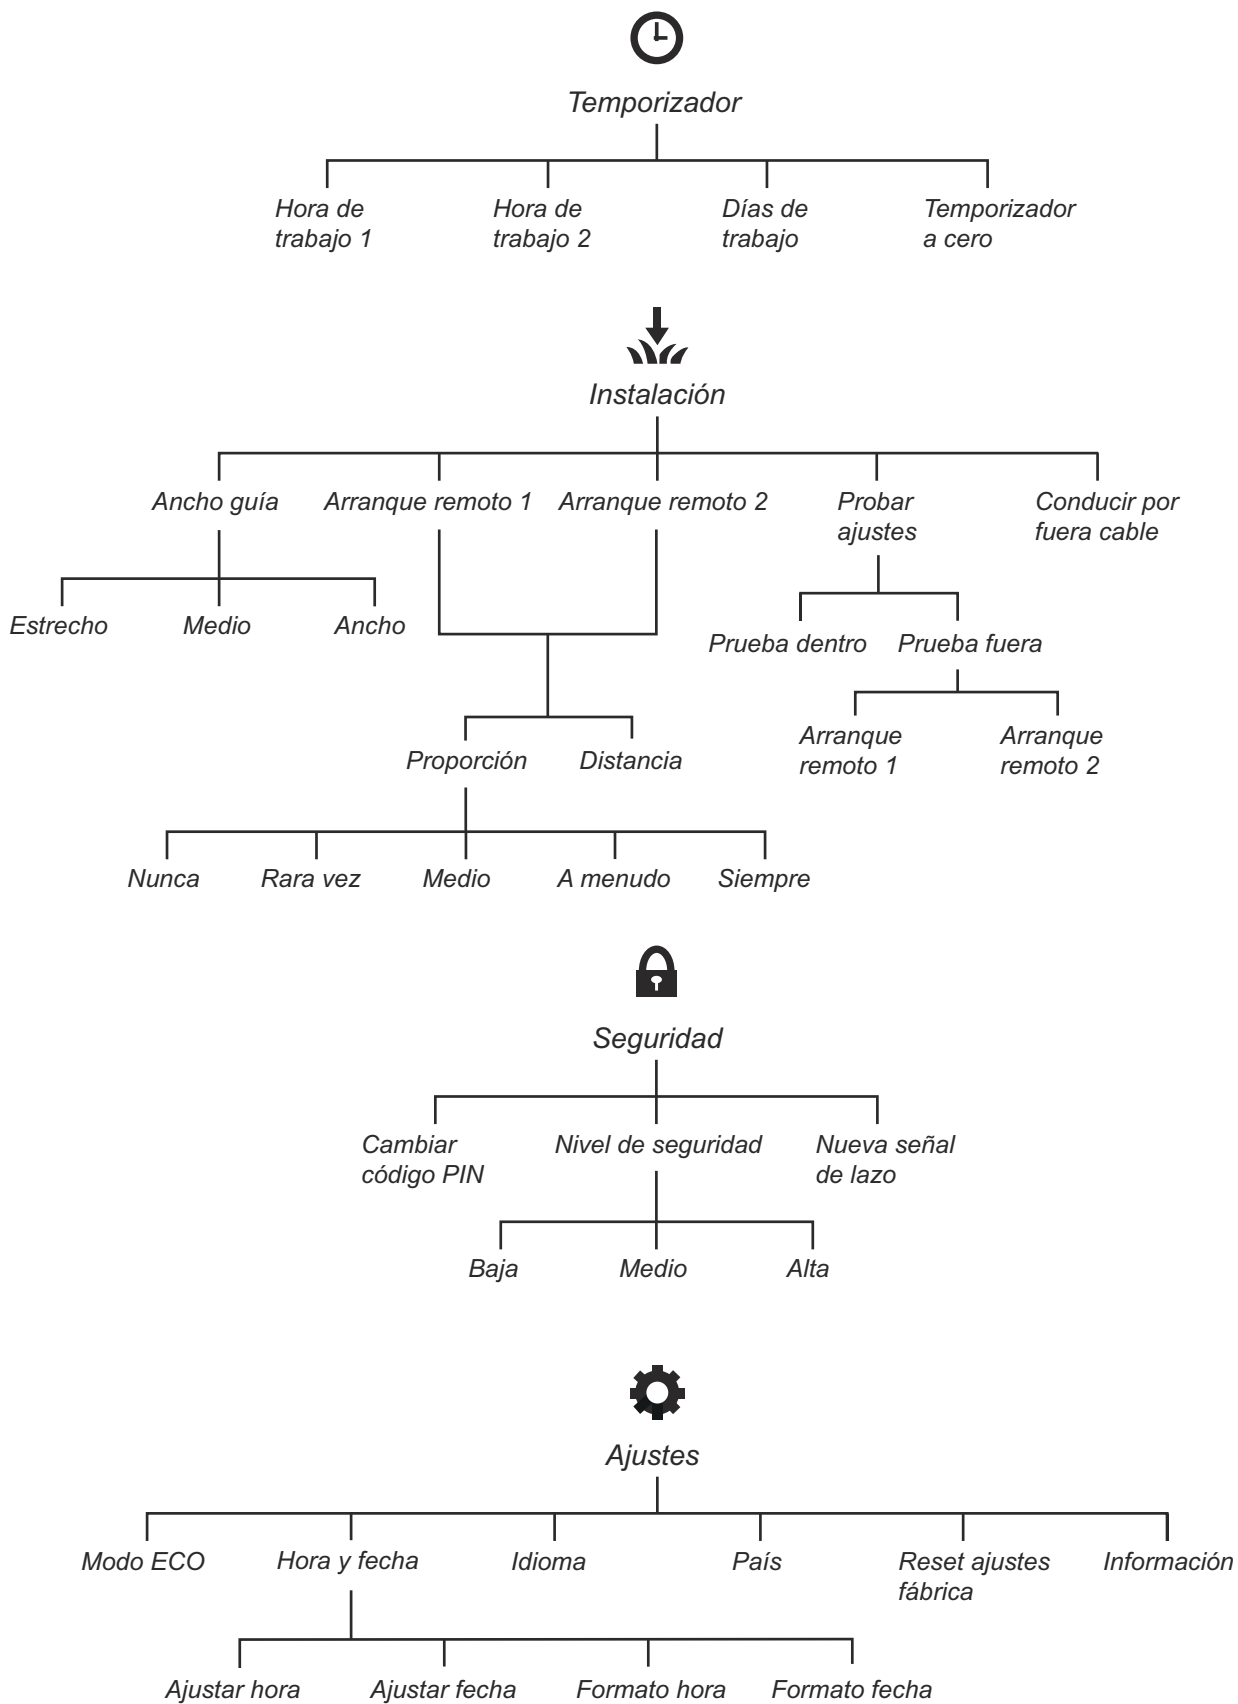 Temporizador
Hora de
trabajo 1
Hora de
trabajo 2
Días de
trabajo
Temporizador
a cero
Instalación
Ancho guía
Arranque remoto 1
Arranque remoto 2
Probar
ajustes
Conducir por
fuera cable
Estrecho
Medio
Ancho
Prueba dentro
Prueba fuera
Arranque
remoto 1
Arranque
remoto 2
Proporción
Distancia
Nunca
Rara vez
Medio
A menudo
Siempre
Seguridad
Cambiar
código PIN
Nivel de seguridad
Nueva señal
de lazo
Baja
Medio
Alta
Ajustes
Modo ECO
Hora y fecha
Idioma
País
Reset ajustes
fábrica
Información
Ajustar hora
Ajustar fecha
Formato hora
Formato fecha